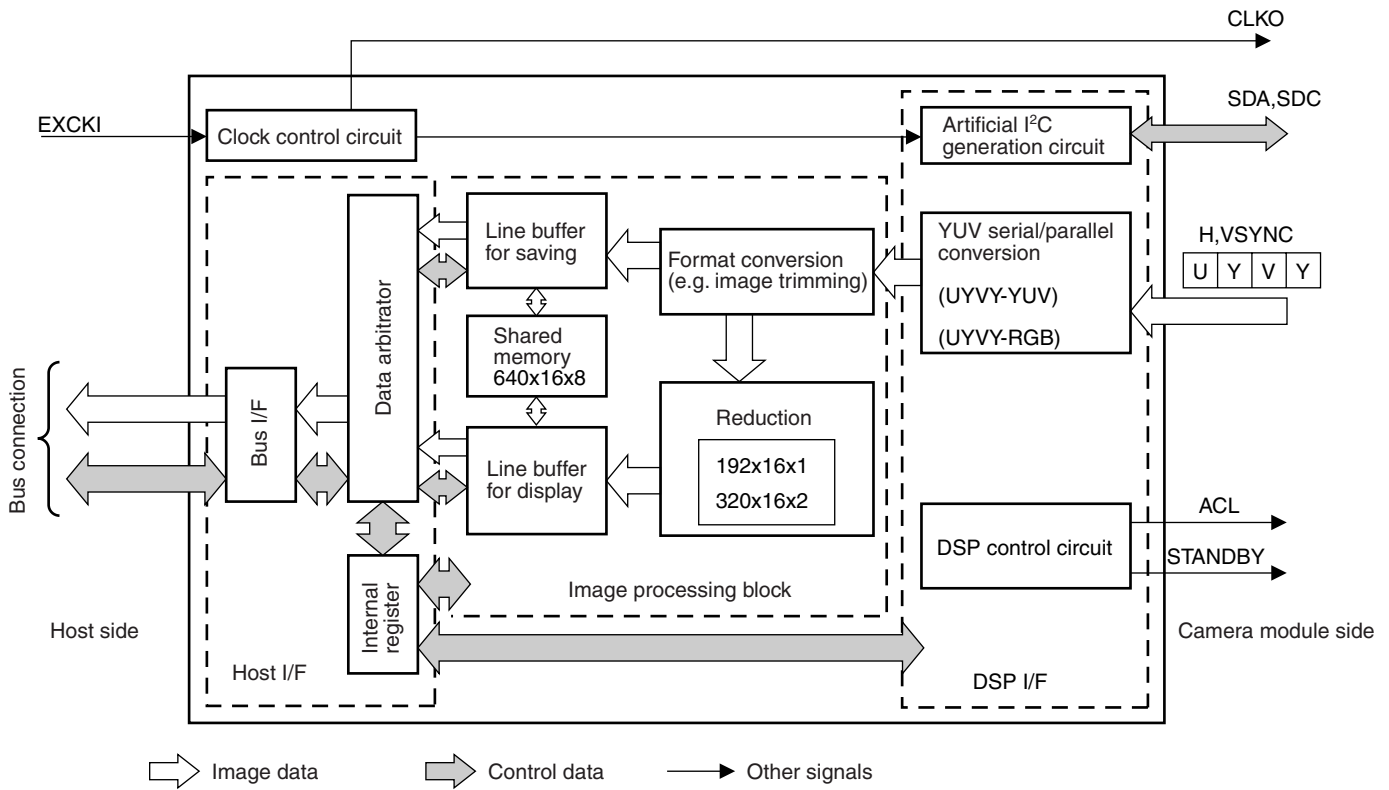 CLKO
EXCKI
Clock control circuit
Artificial I²C
generation circuit
SDA,SDC
Line buffer
for saving
Format conversion
(e.g. image trimming)
YUV serial/parallel
conversion
(UYVY-YUV)
(UYVY-RGB)
H,VSYNC
U Y V Y
Data arbitrator
Shared
memory
640x16x8
Bus connection
Bus I/F
Line buffer
for display
Reduction
192x16x1
320x16x2
DSP control circuit
ACL
STANDBY
Internal
register
Image processing block
Host side
Host I/F
DSP I/F
Camera module side
Image data
Control data
Other signals